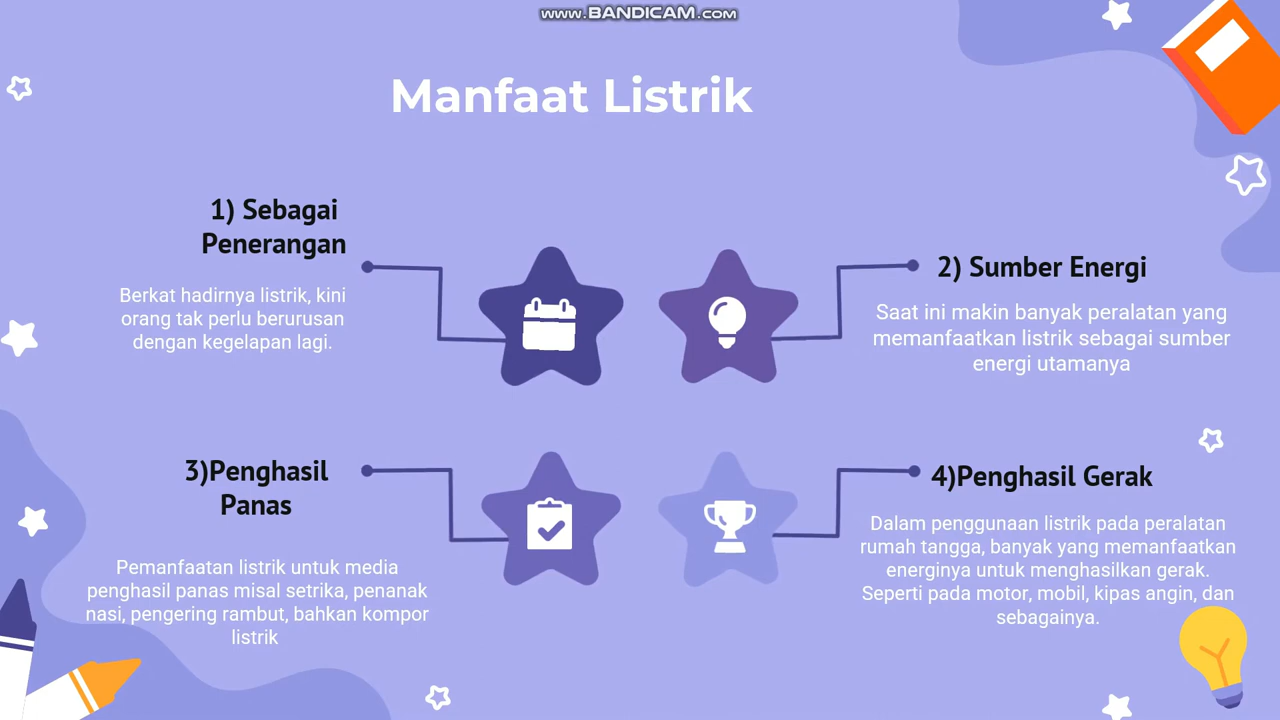 www.BANDICAM.com
Manfaat Listrik
1) Sebagai
Penerangan
Berkat hadirnya listrik, kini
orang tak perlu berurusan
dengan kegelapan lagi.
2) Sumber Energi
Saat ini makin banyak peralatan yang
memanfaatkan listrik sebagai sumber
energi utamanya
3)Penghasil
Panas
Pemanfaatan listrik untuk media
penghasil panas misal setrika, penanak
nasi, pengering rambut, bahkan kompor
listrik
4)Penghasil Gerak
Dalam penggunaan listrik pada peralatan
rumah tangga, banyak yang memanfaatkan
energinya untuk menghasilkan gerak.
Seperti pada motor, mobil, kipas angin, dan
sebagainya.